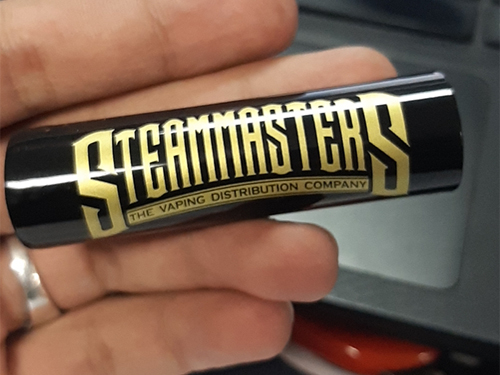 STEAMMASTERS
THE VAPING DISTRIBUTION COMPANY